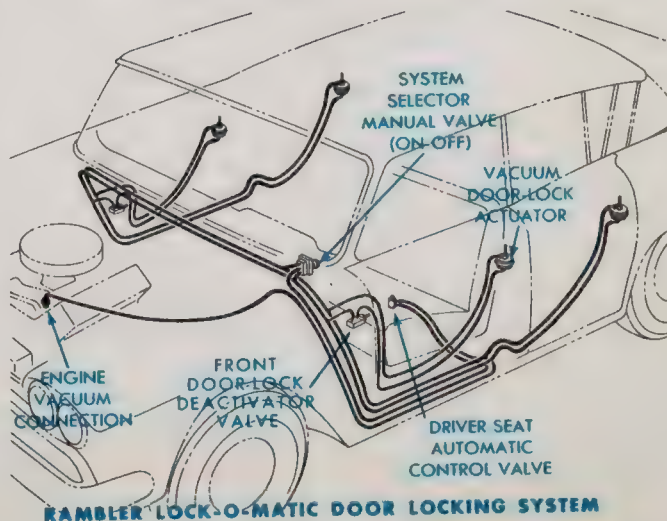 SYSTEM
SELECTOR
MANUAL VALVE
(ON-OFF)
VACUUM
DOOR-LOCK
ACTUATOR
ENGINE
VACUUM
CONNECTION
FRONT
DOOR-LOCK
DEACTIVATOR
VALVE
DRIVER SEAT
AUTOMATIC
CONTROL VALVE
RAMBLER LOCK-O-MATIC DOOR LOCKING SYSTEM